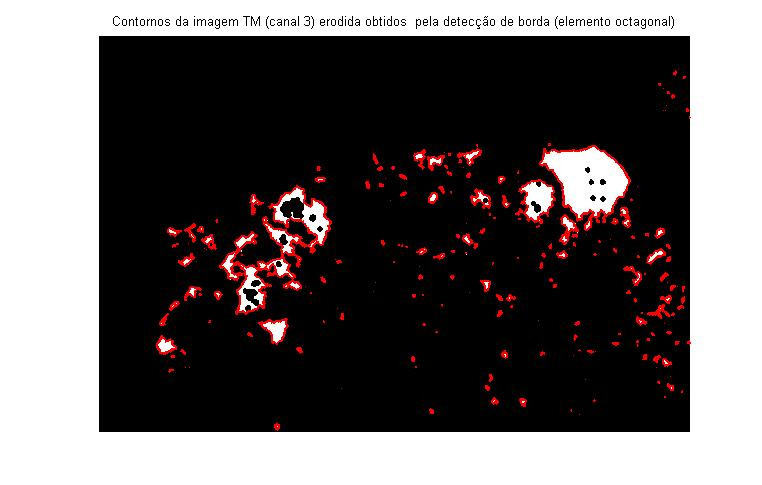 Contornos da imagem TM (canal 3) erodida obtidos  pela detecção de borda (elemento octagonal)